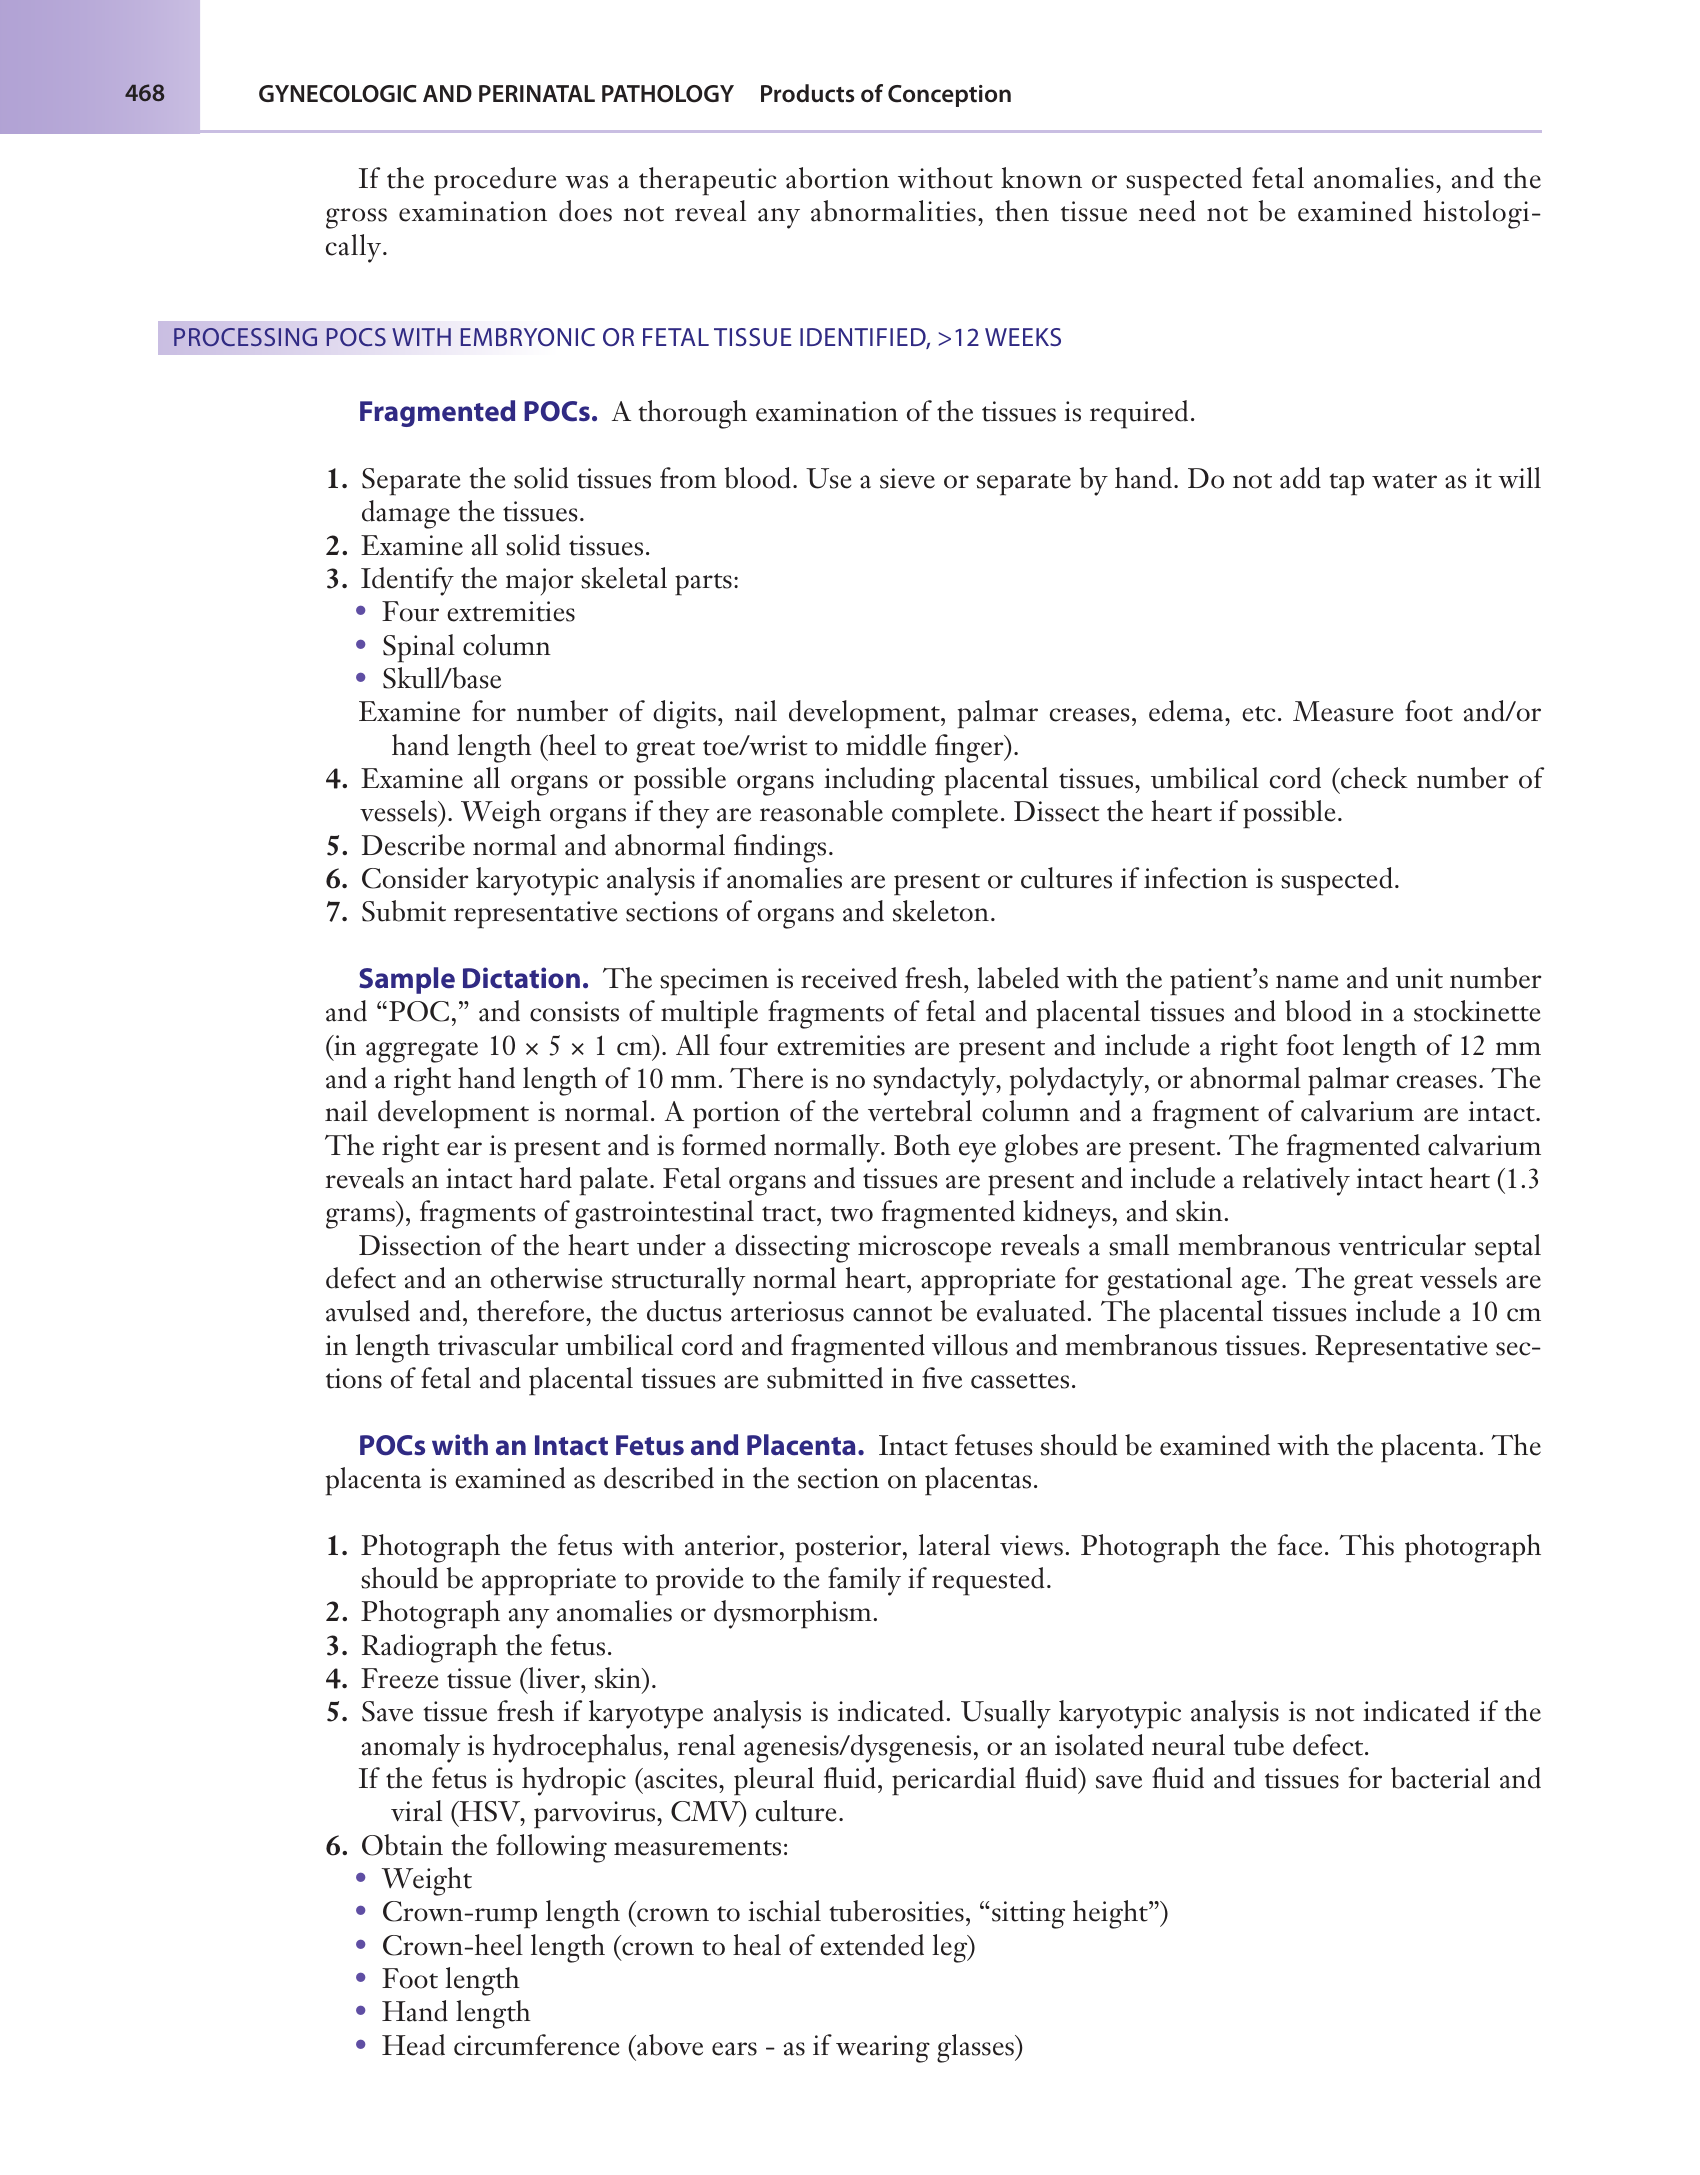 468
GYNECOLOGIC AND PERINATAL PATHOLOGY Products of Conception
If the procedure was a therapeutic abortion without known or suspected fetal anomalies, and the
gross examination does not reveal any abnormalities, then tissue need not be examined histologi-
cally.
PROCESSING POCS WITH EMBRYONIC OR FETAL TISSUE IDENTIFIED, >12 WEEKS
Fragmented POCs. A thorough examination of the tissues is required.
1. Separate the solid tissues from blood. Use a sieve or separate by hand. Do not add tap water as it will
damage the tissues.
2. Examine all solid tissues.
3. Identify the major skeletal parts:
• Four extremities
• Spinal column
• Skull/base
Examine for number of digits, nail development, palmar creases, edema, etc. Measure foot and/or
hand length (heel to great toe/wrist to middle finger).
4. Examine all organs or possible organs including placental tissues, umbilical cord (check number of
vessels). Weigh organs if they are reasonable complete. Dissect the heart if possible.
5. Describe normal and abnormal findings.
6. Consider karyotypic analysis if anomalies are present or cultures if infection is suspected.
7. Submit representative sections of organs and skeleton.
Sample Dictation. The specimen is received fresh, labeled with the patient's name and unit number
and “POC,” and consists of multiple fragments of fetal and placental tissues and blood in a stockinette
(in aggregate 10 × 5 × 1 cm). All four extremities are present and include a right foot length of 12 mm
and a right hand length of 10 mm. There is no syndactyly, polydactyly, or abnormal palmar creases. The
nail development is normal. A portion of the vertebral column and a fragment of calvarium are intact.
The right ear is present and is formed normally. Both eye globes are present. The fragmented calvarium
reveals an intact hard palate. Fetal organs and tissues are present and include a relatively intact heart (1.3
grams), fragments of gastrointestinal tract, two fragmented kidneys, and skin.
Dissection of the heart under a dissecting microscope reveals a small membranous ventricular septal
defect and an otherwise structurally normal heart, appropriate for gestational age. The great vessels are
avulsed and, therefore, the ductus arteriosus cannot be evaluated. The placental tissues include a 10 cm
in length trivascular umbilical cord and fragmented villous and membranous tissues. Representative sec-
tions of fetal and placental tissues are submitted in five cassettes.
POCs with an Intact Fetus and Placenta. Intact fetuses should be examined with the placenta. The
placenta is examined as described in the section on placentas.
1. Photograph the fetus with anterior, posterior, lateral views. Photograph the face. This photograph
should be appropriate to provide to the family if requested.
2. Photograph any anomalies or dysmorphism.
3. Radiograph the fetus.
4. Freeze tissue (liver, skin).
5. Save tissue fresh if karyotype analysis is indicated. Usually karyotypic analysis is not indicated if the
anomaly is hydrocephalus, renal agenesis/dysgenesis, or an isolated neural tube defect.
If the fetus is hydropic (ascites, pleural fluid, pericardial fluid) save fluid and tissues for bacterial and
viral (HSV, parvovirus, CMV) culture.
6. Obtain the following measurements:
• Weight
• Crown-rump length (crown to ischial tuberosities, “sitting height”)
• Crown-heel length (crown to heal of extended leg)
• Foot length
• Hand length
• Head circumference (above ears - as if wearing glasses)